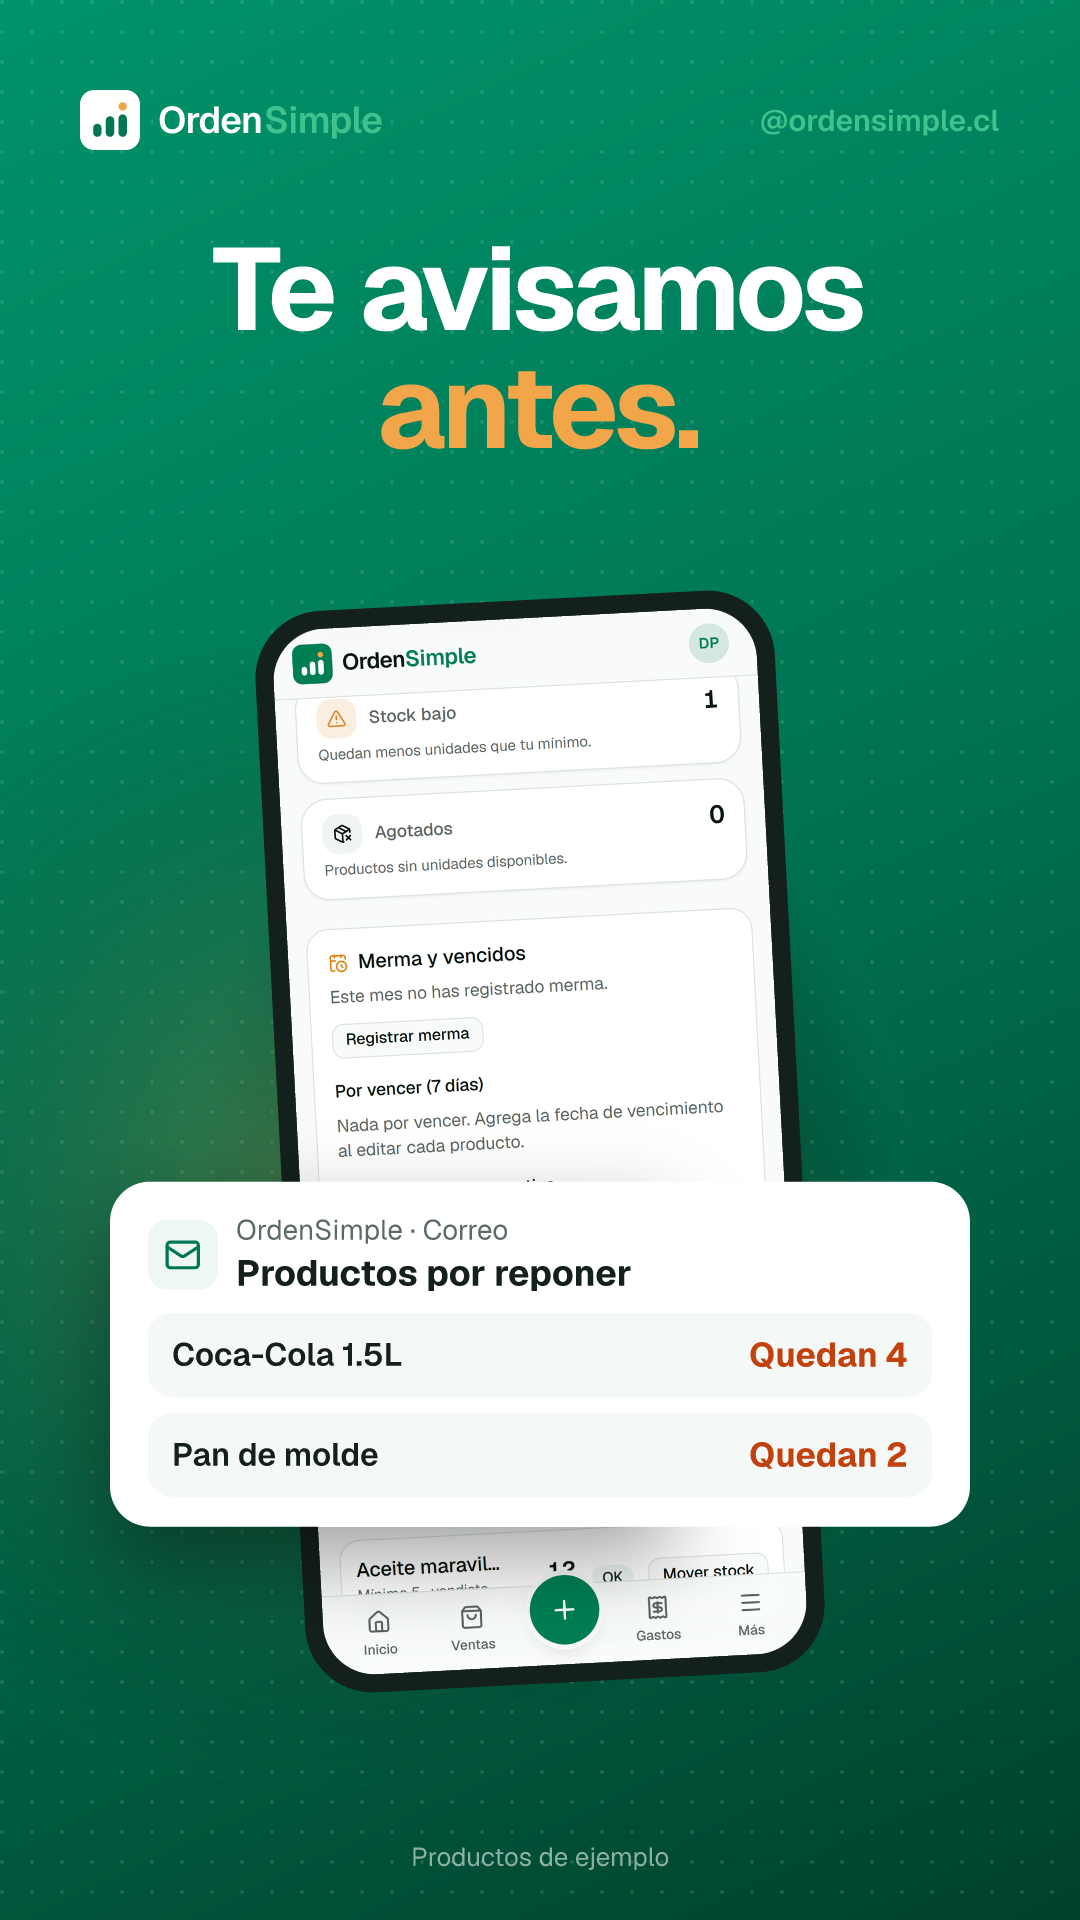 OrdenSimple
@ordensimple.cl
Te avisamos
antes.
OrdenSimple
DP
Stock bajo
1
Quedan menos unidades que tu mínimo.
Agotados
0
Productos sin unidades disponibles.
Merma y vencidos
Este mes no has registrado merma.
Registrar merma
Por vencer (7 días)
Nada por vencer. Agrega la fecha de vencimiento
al editar cada producto.
OrdenSimple · Correo
Productos por reponer
Coca-Cola 1.5L
Quedan 4
Pan de molde
Quedan 2
Aceite maravil...
OK
Mover stock
Inicio
Ventas
Gastos
Más
Productos de ejemplo